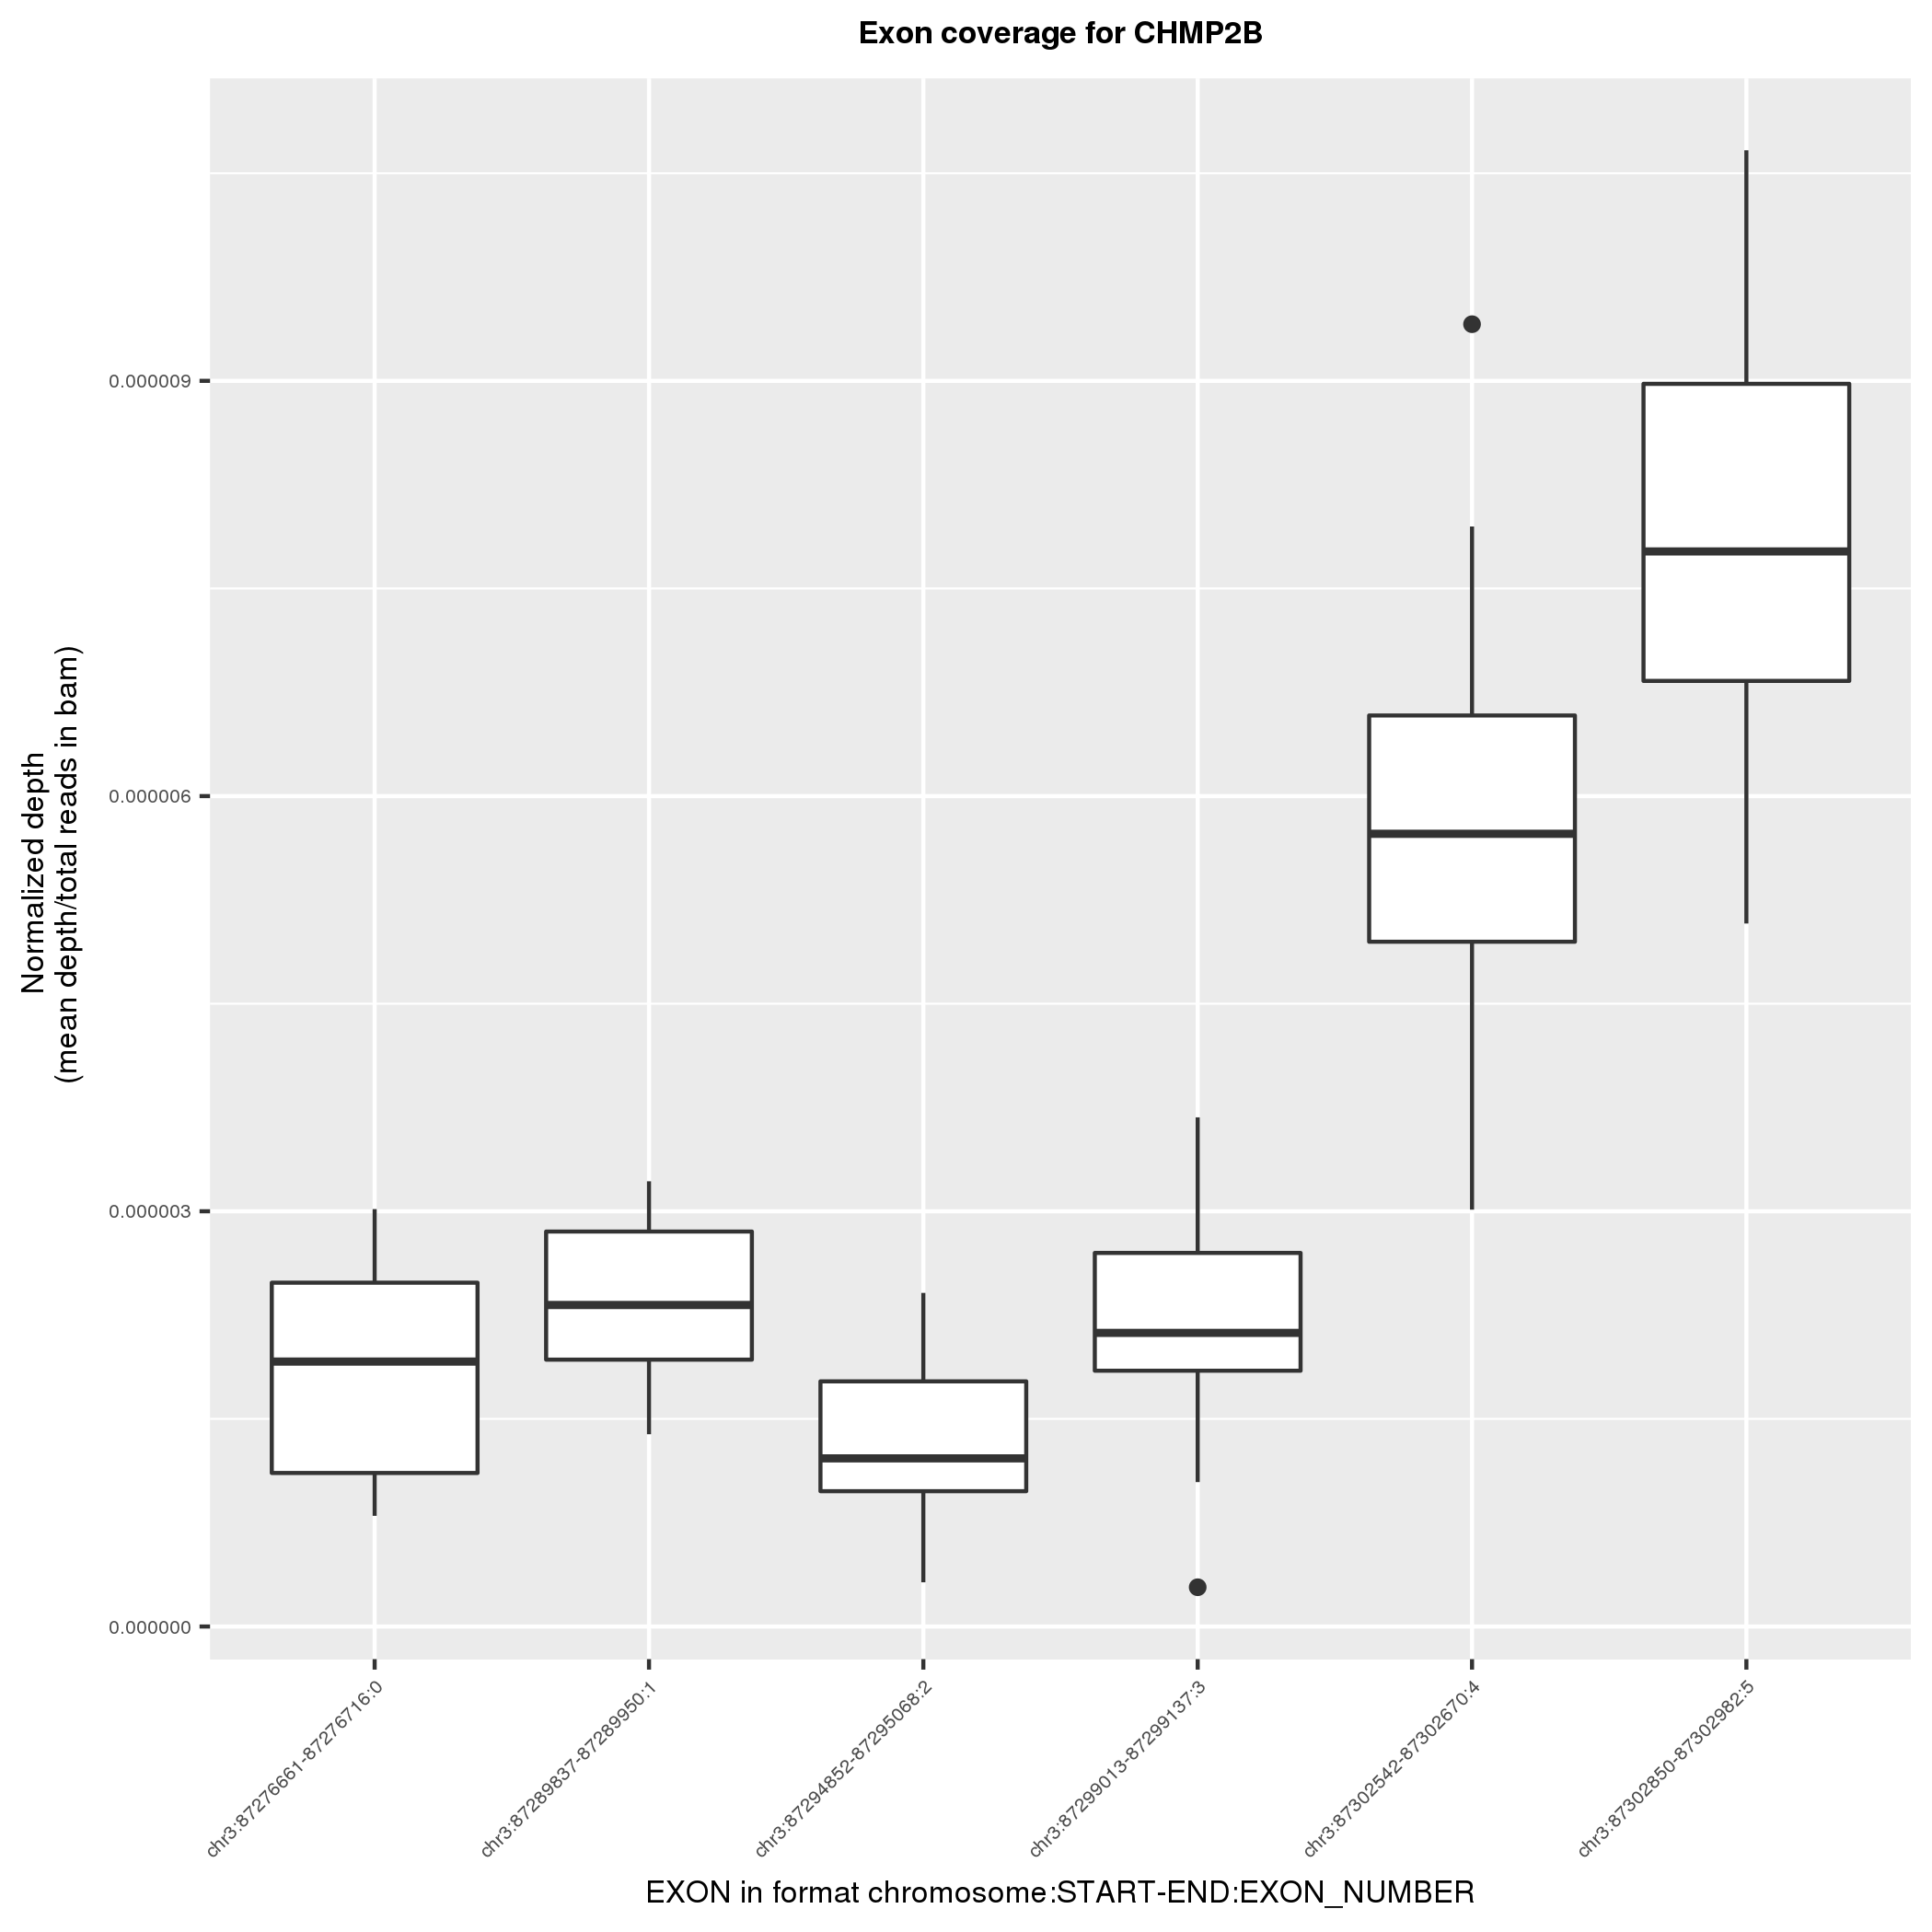 Exon coverage for CHMP2B
Normalized depth
(mean depth/total reads in bam)
0.000009
0.000006
0.000003
0.000000
chr3:87276661-87276716:0
chr3:87289837-87289950:1
chr3:87294852-87295068:2
chr3:87299013-87299137:3
chr3:87302542-87302670:4
chr3:87302850-87302982:5
EXON in format chromosome:START-END:EXON_NUMBER